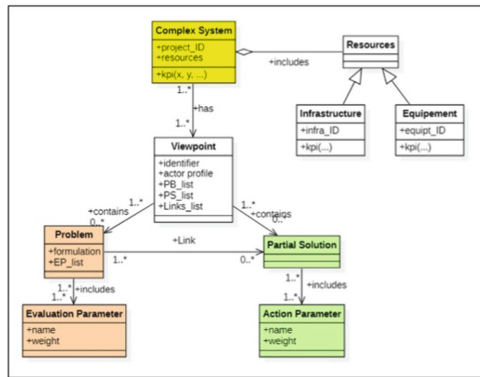 Complex System
+project_ID
+resources
+kpi(x, y, ...)
+includes
Resources
Infrastructure
+infra_ID
+kpi(...)
Equipement
+equipt_ID
+kpi(...)
1..*
+has
1..*
Viewpoint
+identifier
+actor profile
+PB_list
+PS_list
+Links_list
1..*
+contains
0..*
1..*
+contains
0..*
Problem
+formulation
+EP_list
+Link
1..*
0..*
Partial Solution
1..*
+includes
1..*
1..*
+includes
1..*
Evaluation Parameter
+name
+weight
Action Parameter
+name
+weight